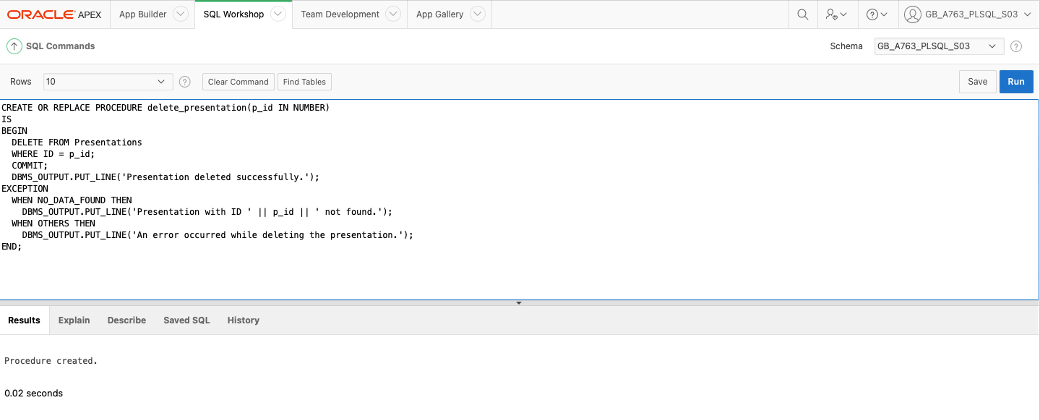 ORACLE APEX App Builder SQL Workshop Team Development App Gallery GB_A763_PLSQL_S03
SQL Commands Schema GB_A763_PLSQL_S03
Rows 10 Clear Command Find Tables Save Run
CREATE OR REPLACE PROCEDURE delete_presentation(p_id IN NUMBER)
IS
BEGIN
  DELETE FROM Presentations
  WHERE ID = p_id;
  COMMIT;
  DBMS_OUTPUT.PUT_LINE('Presentation deleted successfully.');
EXCEPTION
  WHEN NO_DATA_FOUND THEN
    DBMS_OUTPUT.PUT_LINE('Presentation with ID ' || p_id || ' not found.');
  WHEN OTHERS THEN
    DBMS_OUTPUT.PUT_LINE('An error occurred while deleting the presentation.');
END;
Results Explain Describe Saved SQL History
Procedure created.
0.02 seconds